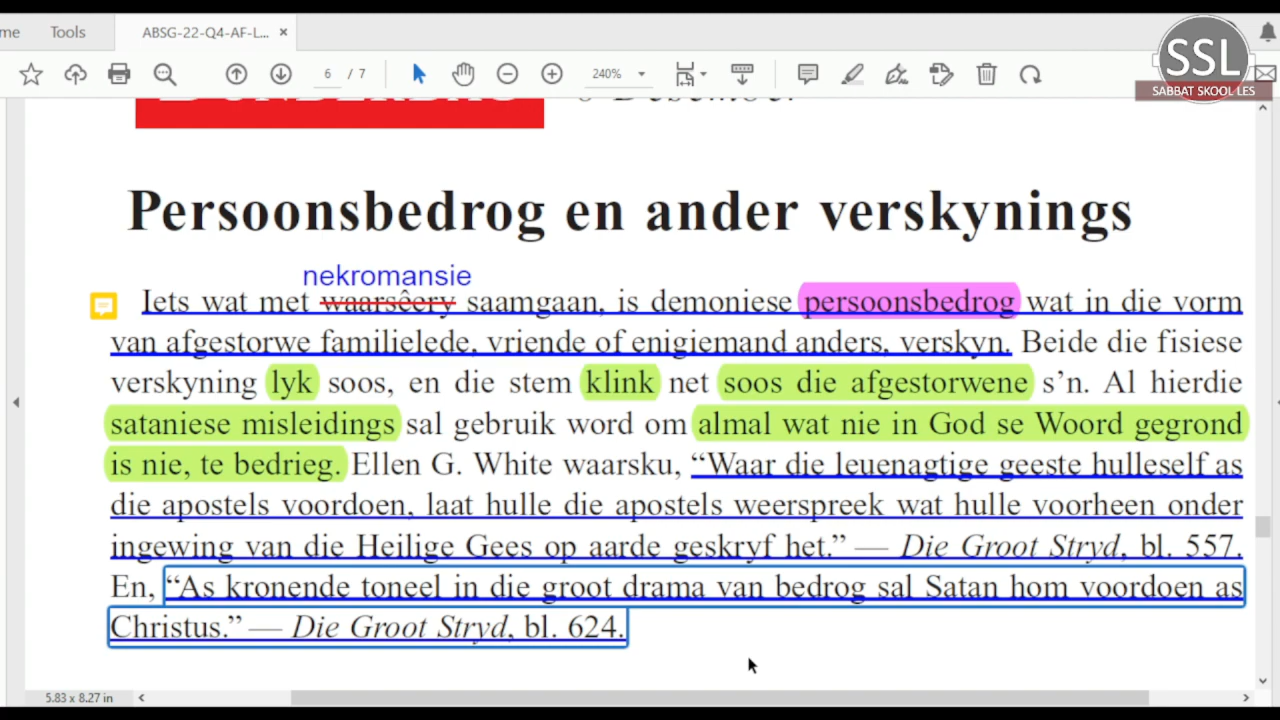 me Tools ABSG-22-Q4-AF-L... ×
6 / 7 240%
SSL
SABBAT SKOOL LES
Persoonsbedrog en ander verskynings
nekromansie
Iets wat met waarsêery saamgaan, is demoniese persoonsbedrog wat in die vorm
van afgestorwe familielede, vriende of enigiemand anders, verskyn. Beide die fisiese
verskyning lyk soos, en die stem klink net soos die afgestorwene s’n. Al hierdie
sataniese misleidings sal gebruik word om almal wat nie in God se Woord gegrond
is nie, te bedrieg. Ellen G. White waarsku, “Waar die leuenagtige geeste hulleself as
die apostels voordoen, laat hulle die apostels weerspreek wat hulle voorheen onder
ingewing van die Heilige Gees op aarde geskryf het.” — Die Groot Stryd, bl. 557.
En, “As kronende toneel in die groot drama van bedrog sal Satan hom voordoen as
Christus.” — Die Groot Stryd, bl. 624.
5.83 x 8.27 in